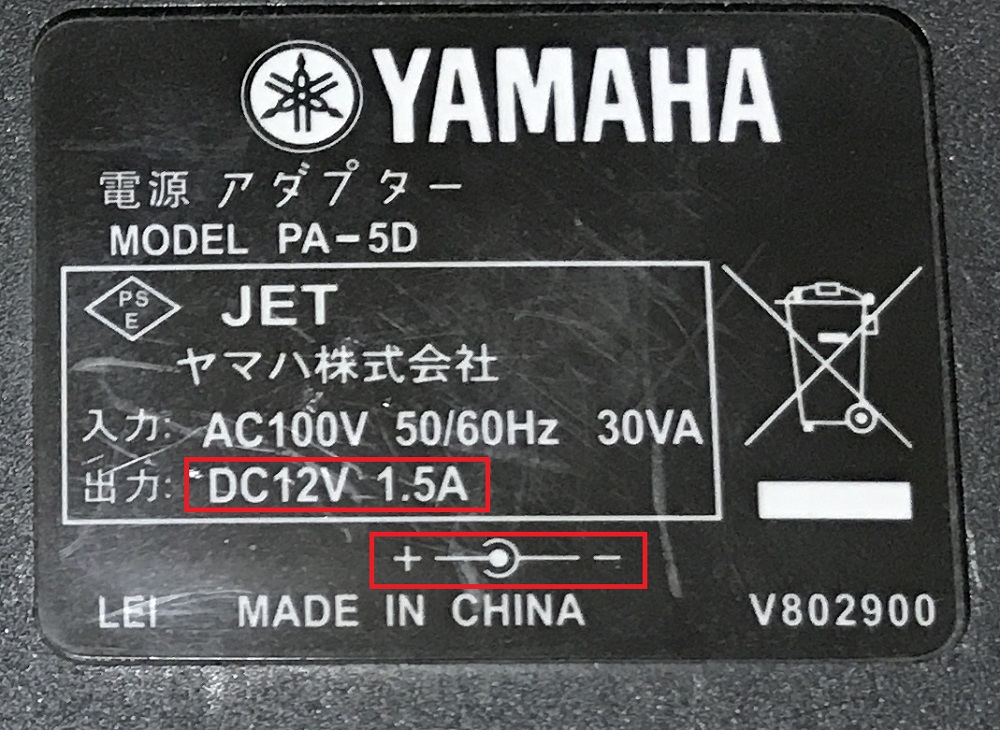 YAMAHA
電源 アダプター
MODEL PA-5D
PS
E
JET
ヤマハ株式会社
入力: AC100V 50/60Hz 30VA
出力: DC12V 1.5A
+ −
LEI MADE IN CHINA V802900